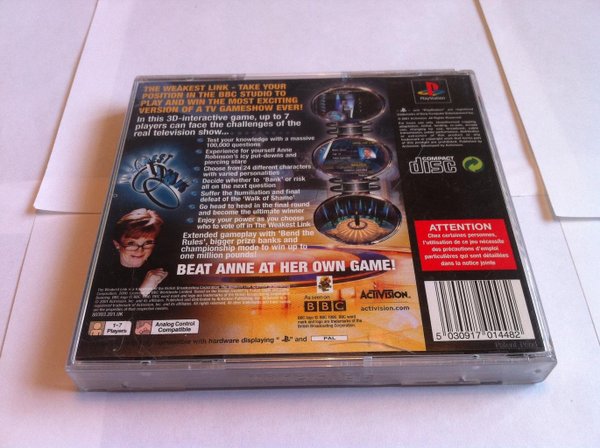 THE WEAKEST LINK - TAKE YOUR
POSITION IN THE BBC STUDIO TO
PLAY AND WIN THE MOST EXCITING
VERSION OF A TV GAMESHOW EVER!
In this 3D-interactive game, up to 7
players can face the challenges of the
real television show...
Test your knowledge with a massive
100,000 questions
Experience for yourself Anne
Robinson's icy put-downs and
piercing stare
Choose from 24 different characters
with varied personalities
Decide whether to 'Bank' or risk
all on the next question
Suffer the humiliation and final
defeat of the 'Walk of Shame'
Go head to head in the final round
and become the ultimate winner
Enjoy your power as you choose
who to vote off in The Weakest Link
Extended gameplay with 'Bend the
Rules', bigger prize banks and
championship mode to win up to
one million pounds!
BEAT ANNE AT HER OWN GAME!
As seen on
BBC
ACTIVISION.
activision.com
1-7
Players
Analog Control
Compatible
with hardware displaying
and
PAL
PlayStation
COMPACT
disc
ATTENTION
Chez certaines personnes,
l'utilisation de ce jeu nécessite
des précautions d'emploi
particulières qui sont détaillées
dans la notice jointe
5 030917 014482